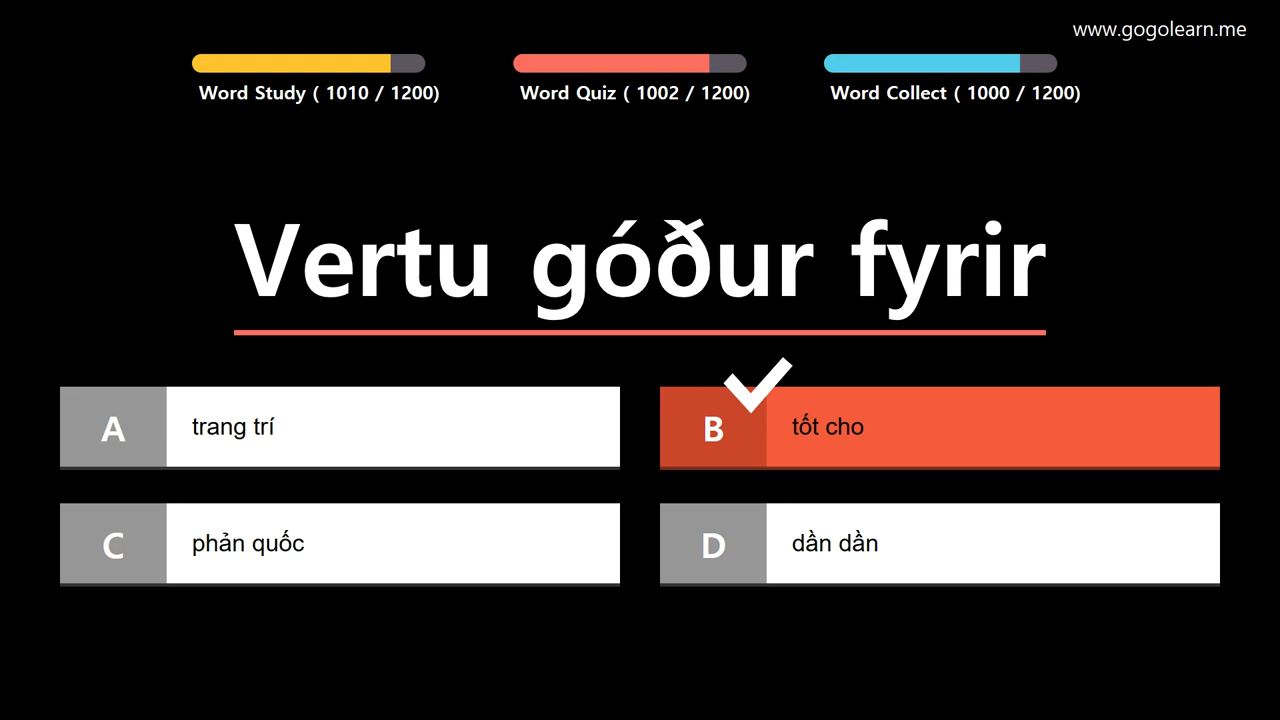 www.gogolearn.me
Word Study ( 1010 / 1200)
Word Quiz ( 1002 / 1200)
Word Collect ( 1000 / 1200)
Vertu góður fyrir
A trang trí
B tốt cho
C phản quốc
D dần dần